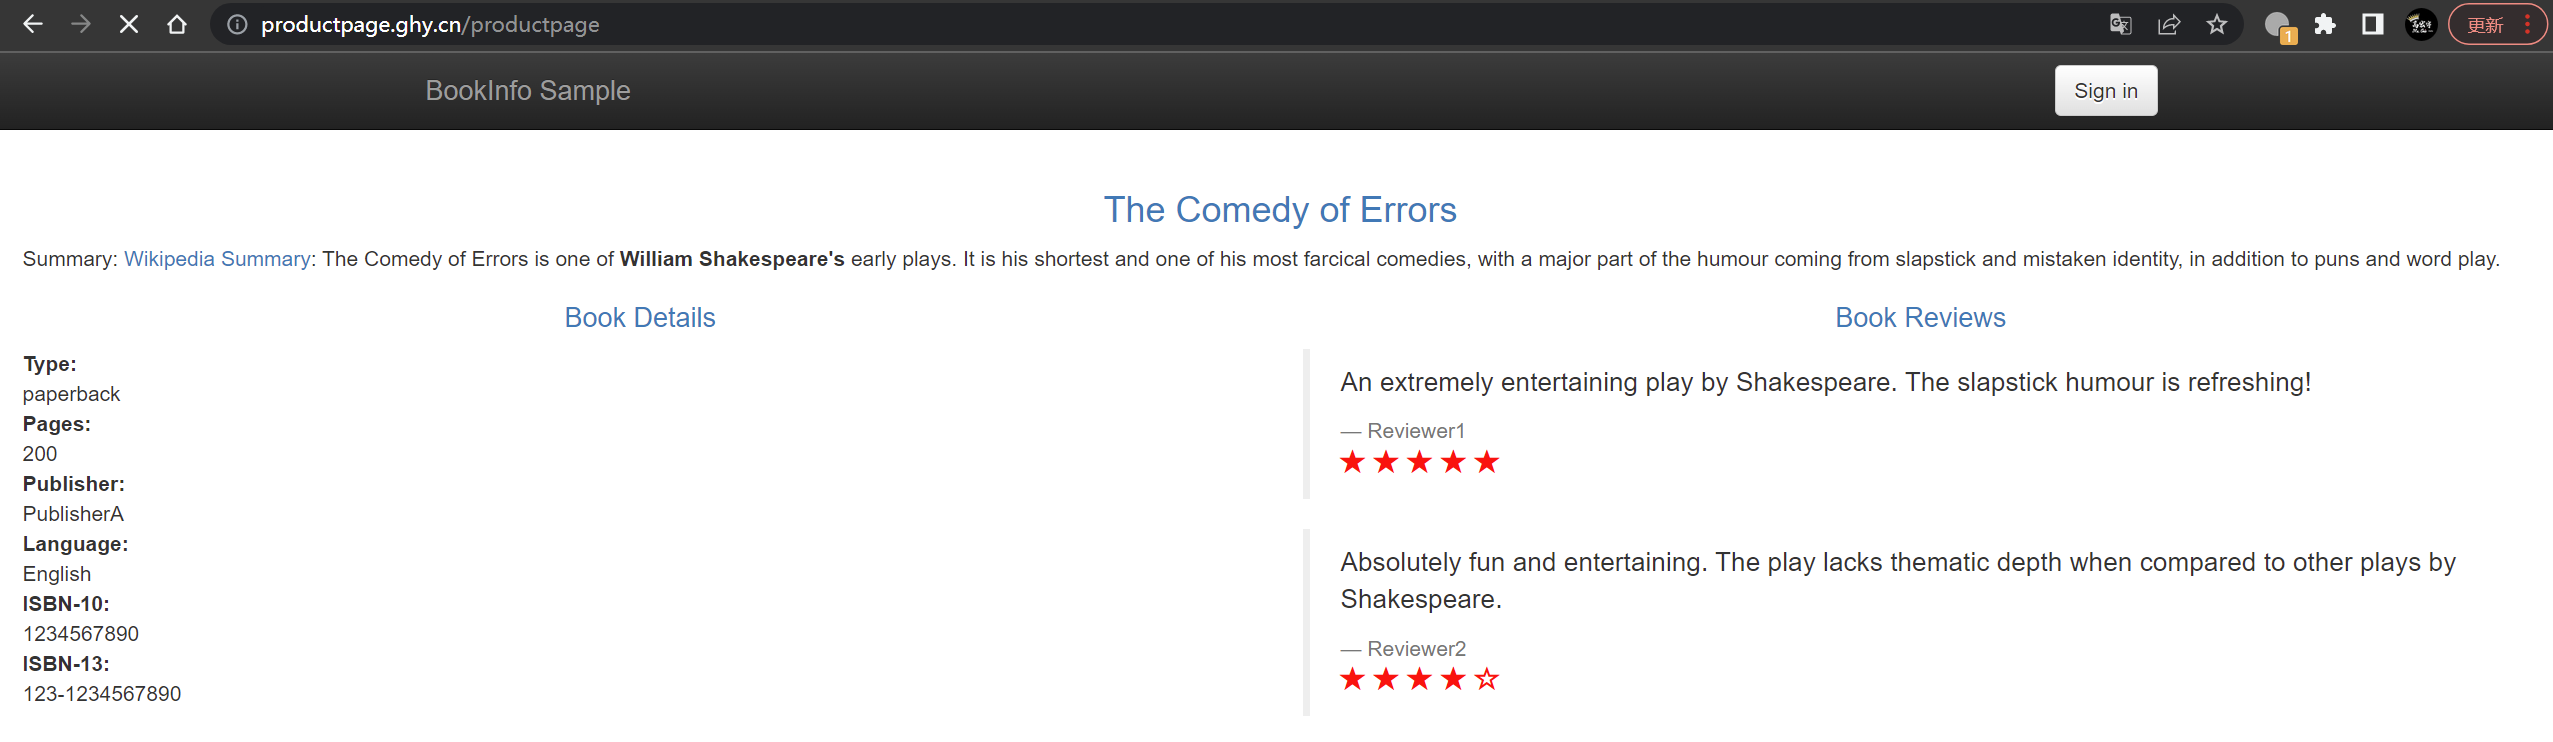 productpage.ghy.cn/productpage
1
更新
BookInfo Sample
Sign in
The Comedy of Errors
Summary: Wikipedia Summary: The Comedy of Errors is one of William Shakespeare's early plays. It is his shortest and one of his most farcical comedies, with a major part of the humour coming from slapstick and mistaken identity, in addition to puns and word play.
Book Details
Type:
paperback
Pages:
200
Publisher:
PublisherA
Language:
English
ISBN-10:
1234567890
ISBN-13:
123-1234567890
Book Reviews
An extremely entertaining play by Shakespeare. The slapstick humour is refreshing!
— Reviewer1
★ ★ ★ ★ ★
Absolutely fun and entertaining. The play lacks thematic depth when compared to other plays by
Shakespeare.
— Reviewer2
★ ★ ★ ★ ☆